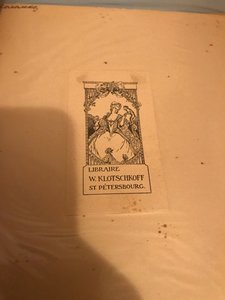 LIBRAIRE
W. KLOTSCHKOFF
ST PÉTERSBOURG.